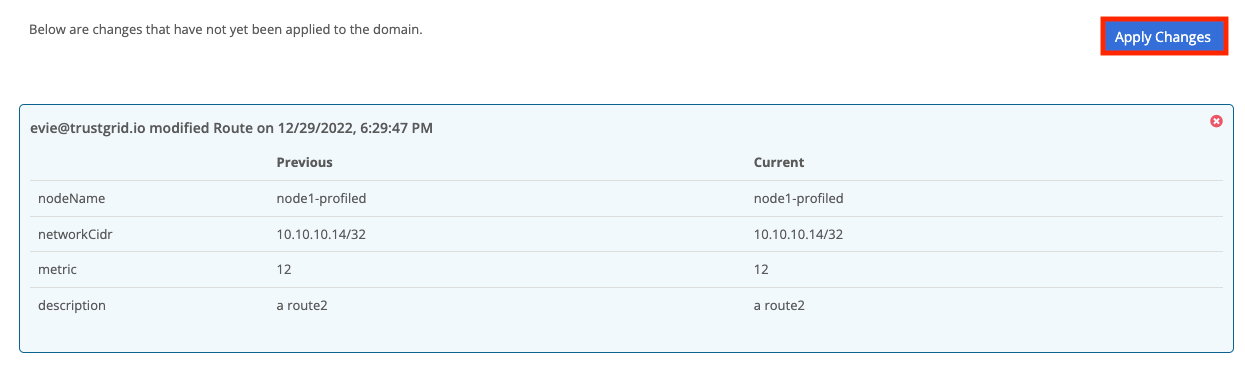 Below are changes that have not yet been applied to the domain.
Apply Changes
evie@trustgrid.io modified Route on 12/29/2022, 6:29:47 PM
Previous Current
nodeName node1-profiled node1-profiled
networkCidr 10.10.10.14/32 10.10.10.14/32
metric 12 12
description a route2 a route2